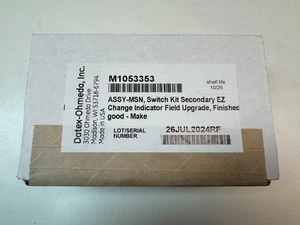 Datex-Ohmeda, Inc.
3030 Ohmeda Drive
Madison, WI 53718-6794
Made in USA
M1053353
shelf life
10/25
ASSY-MSN, Switch Kit Secondary EZ
Change Indicator Field Upgrade, Finished
good - Make
LOT/SERIAL
NUMBER
26JUL2024RF